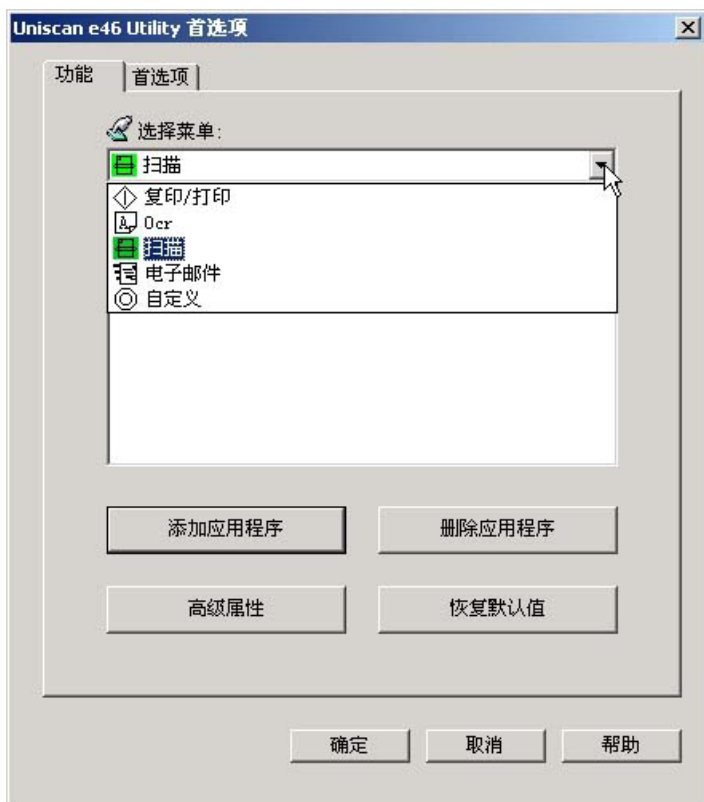 Uniscan e46 Utility 首选项
功能 首选项
选择菜单:
扫描
复印/打印
Ocr
扫描
电子邮件
自定义
添加应用程序 删除应用程序
高级属性 恢复默认值
确定 取消 帮助